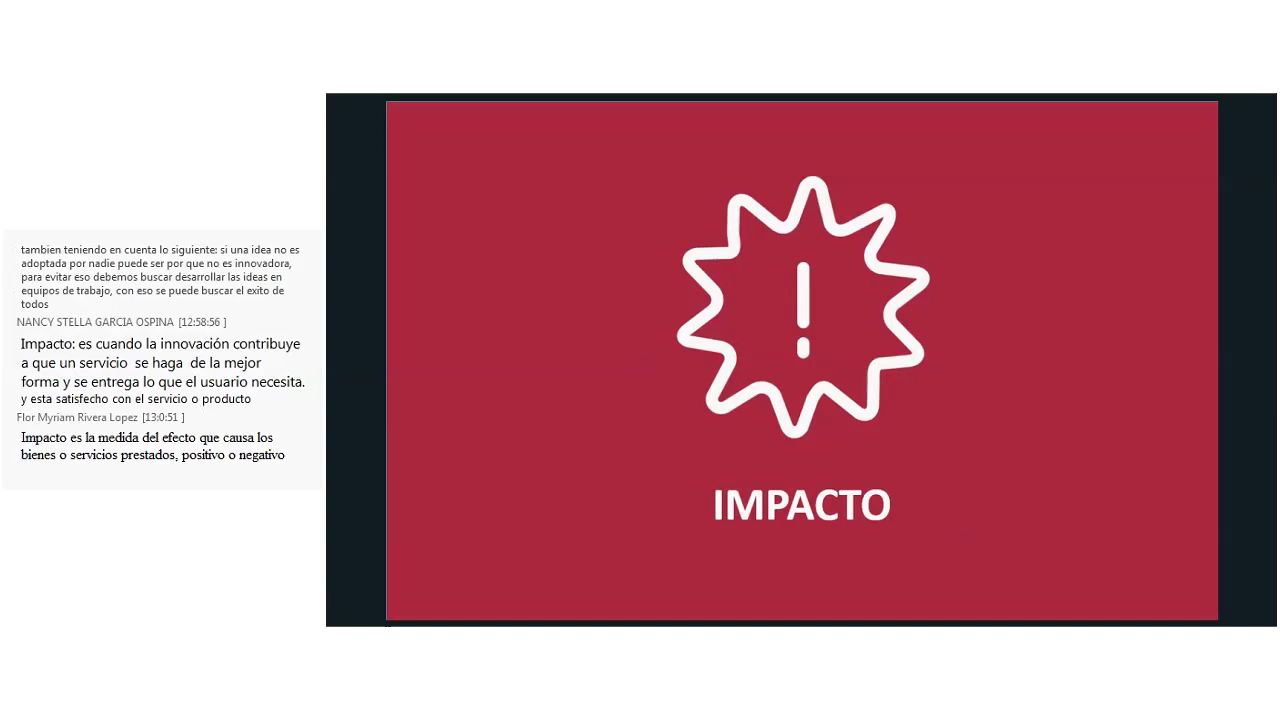 tambien teniendo en cuenta lo siguiente: si una idea no es
adoptada por nadie puede ser por que no es innovadora,
para evitar eso debemos buscar desarrollar las ideas en
equipos de trabajo, con eso se puede buscar el exito de
todos
NANCY STELLA GARCIA OSPINA [12:58:56 ]
Impacto: es cuando la innovación contribuye
a que un servicio se haga de la mejor
forma y se entrega lo que el usuario necesita.
y esta satisfecho con el servicio o producto
Flor Myriam Rivera Lopez [13:0:51 ]
Impacto es la medida del efecto que causa los
bienes o servicios prestados, positivo o negativo
IMPACTO